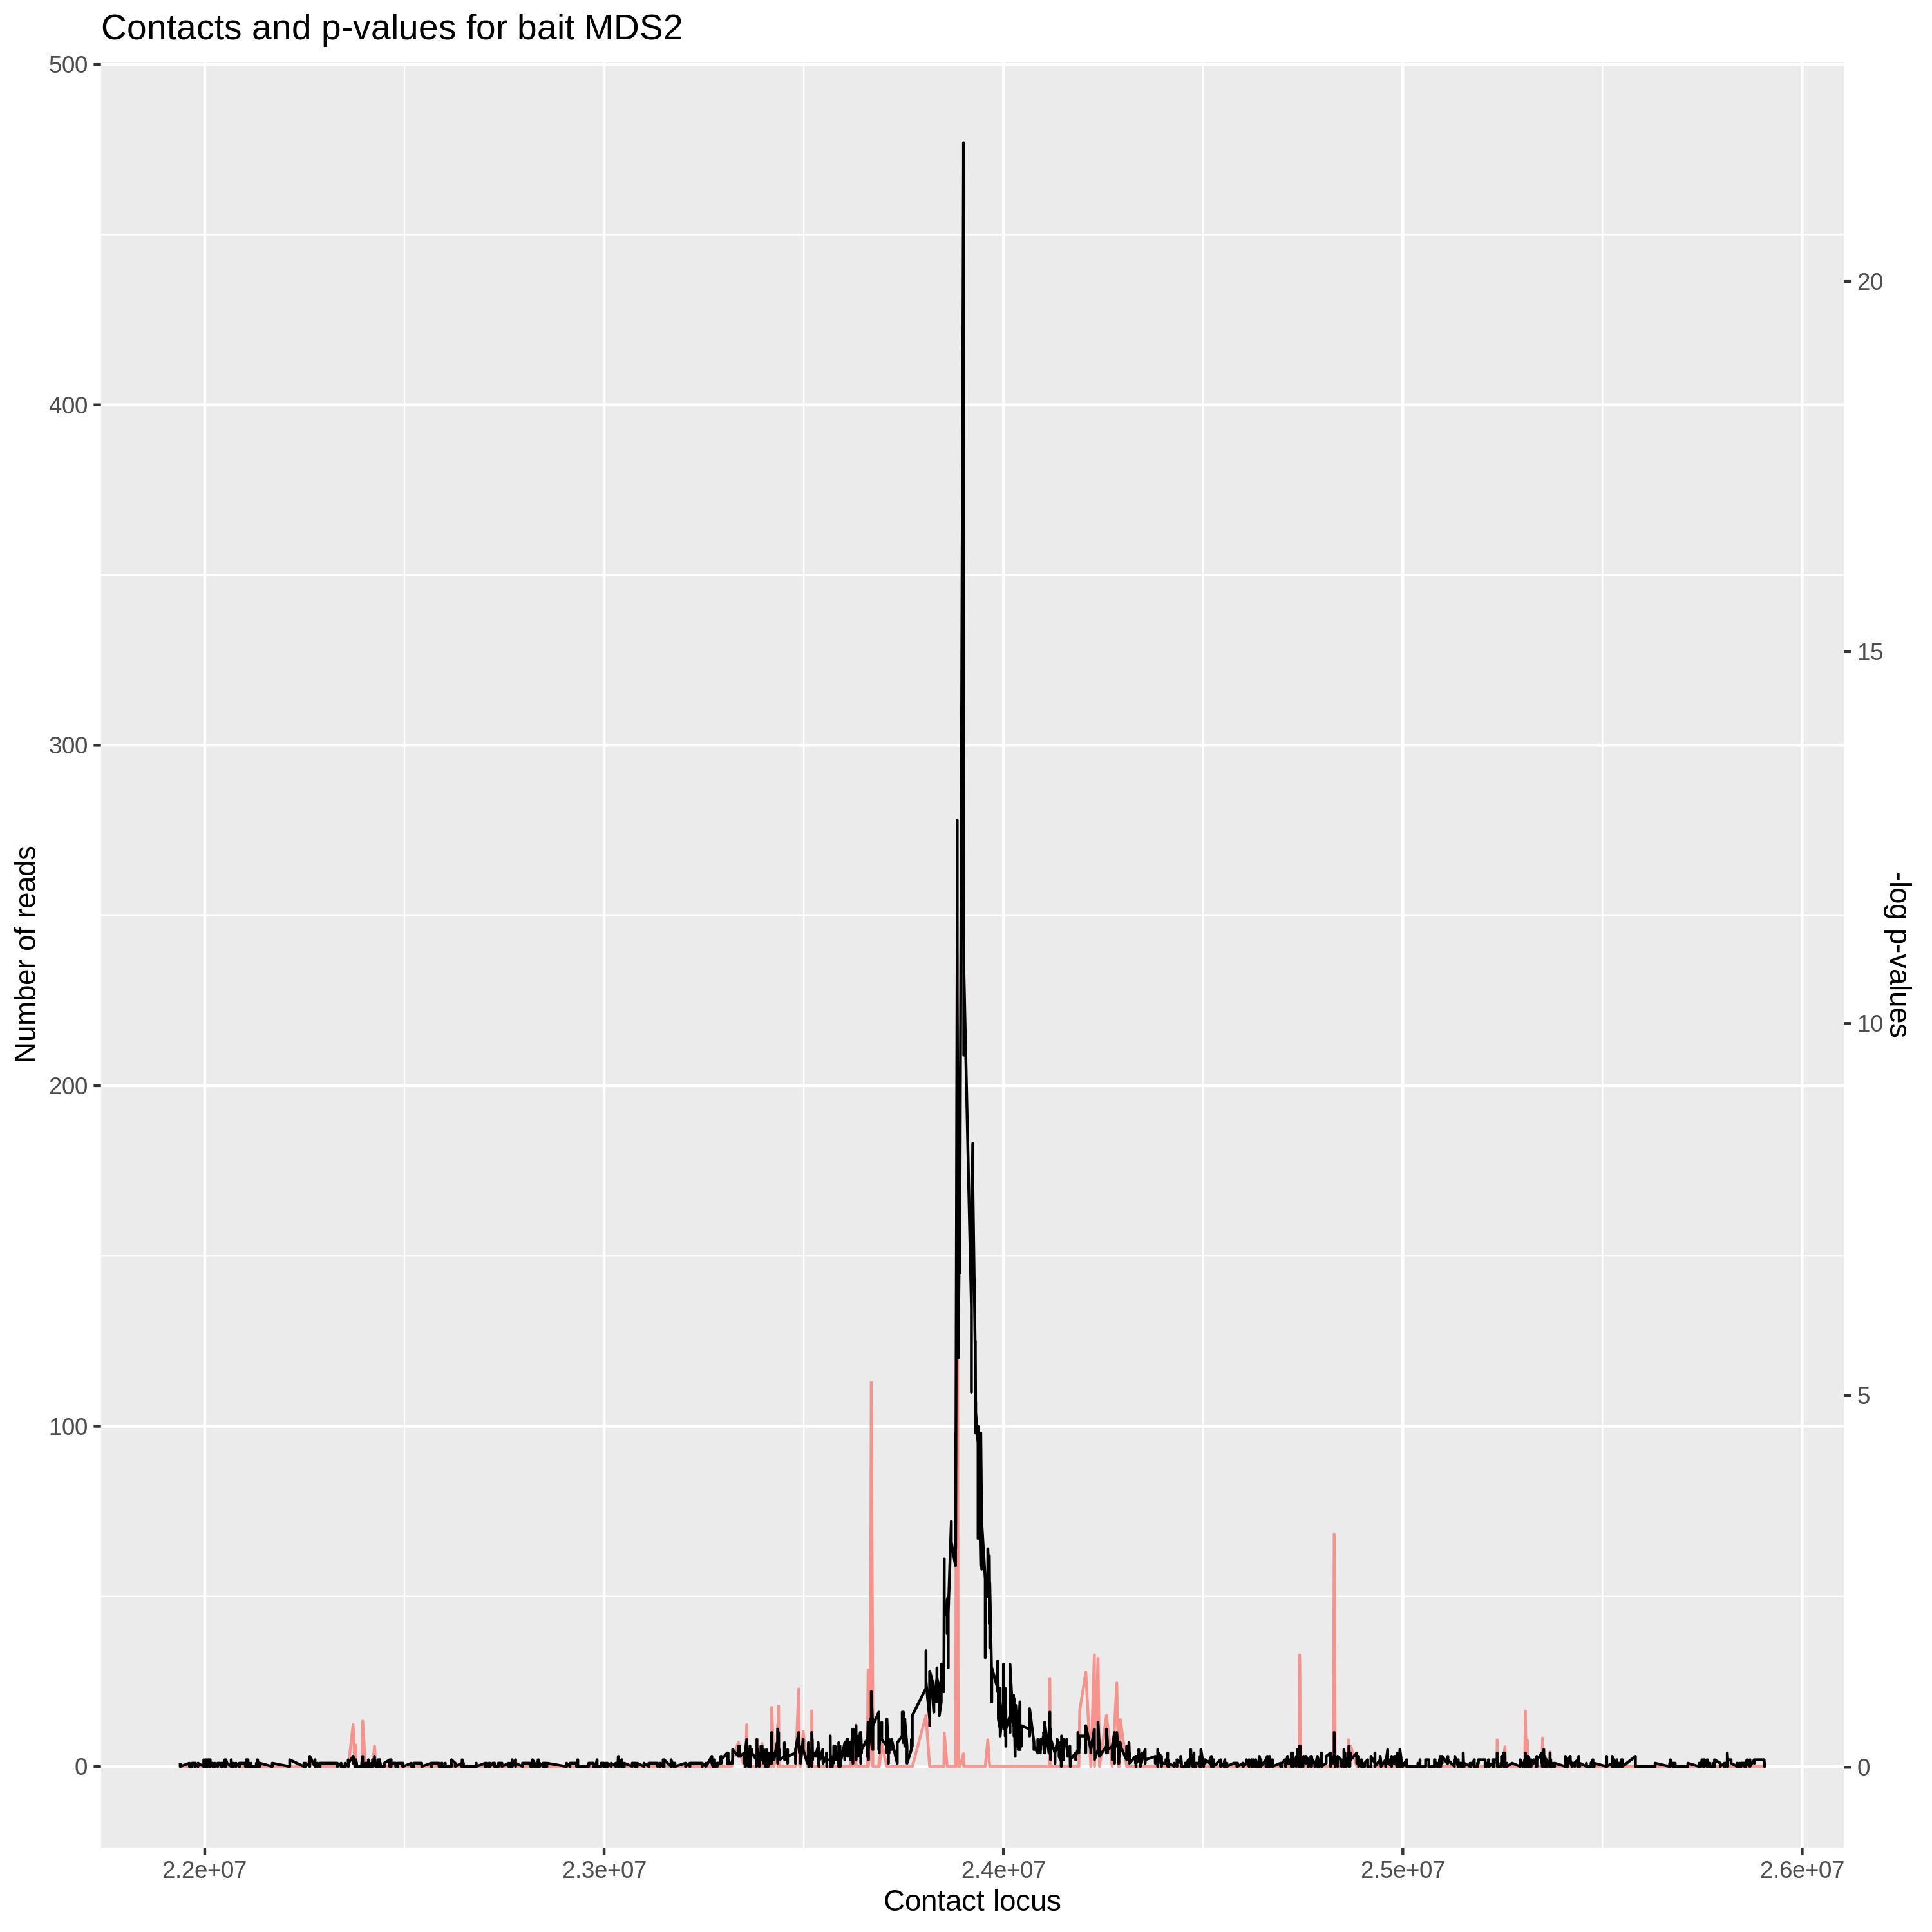 Contacts and p-values for bait MDS2
500
400
300
200
100
0
Number of reads
20
15
10
5
0
-log p-values
2.2e+07 2.3e+07 2.4e+07 2.5e+07 2.6e+07
Contact locus